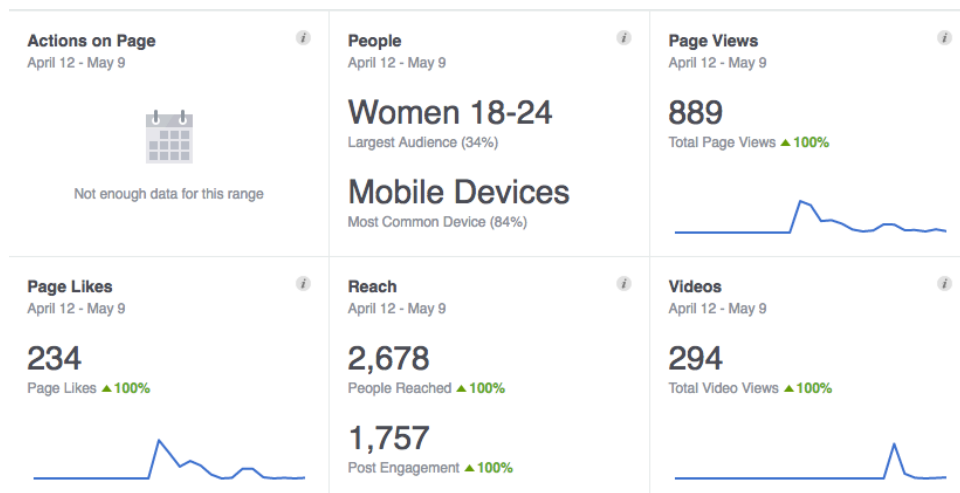 Actions on Page
April 12 - May 9
Not enough data for this range
People
April 12 - May 9
Women 18-24
Largest Audience (34%)
Mobile Devices
Most Common Device (84%)
Page Views
April 12 - May 9
889
Total Page Views ▲100%
Page Likes
April 12 - May 9
234
Page Likes ▲100%
Reach
April 12 - May 9
2,678
People Reached ▲100%
1,757
Post Engagement ▲100%
Videos
April 12 - May 9
294
Total Video Views ▲100%